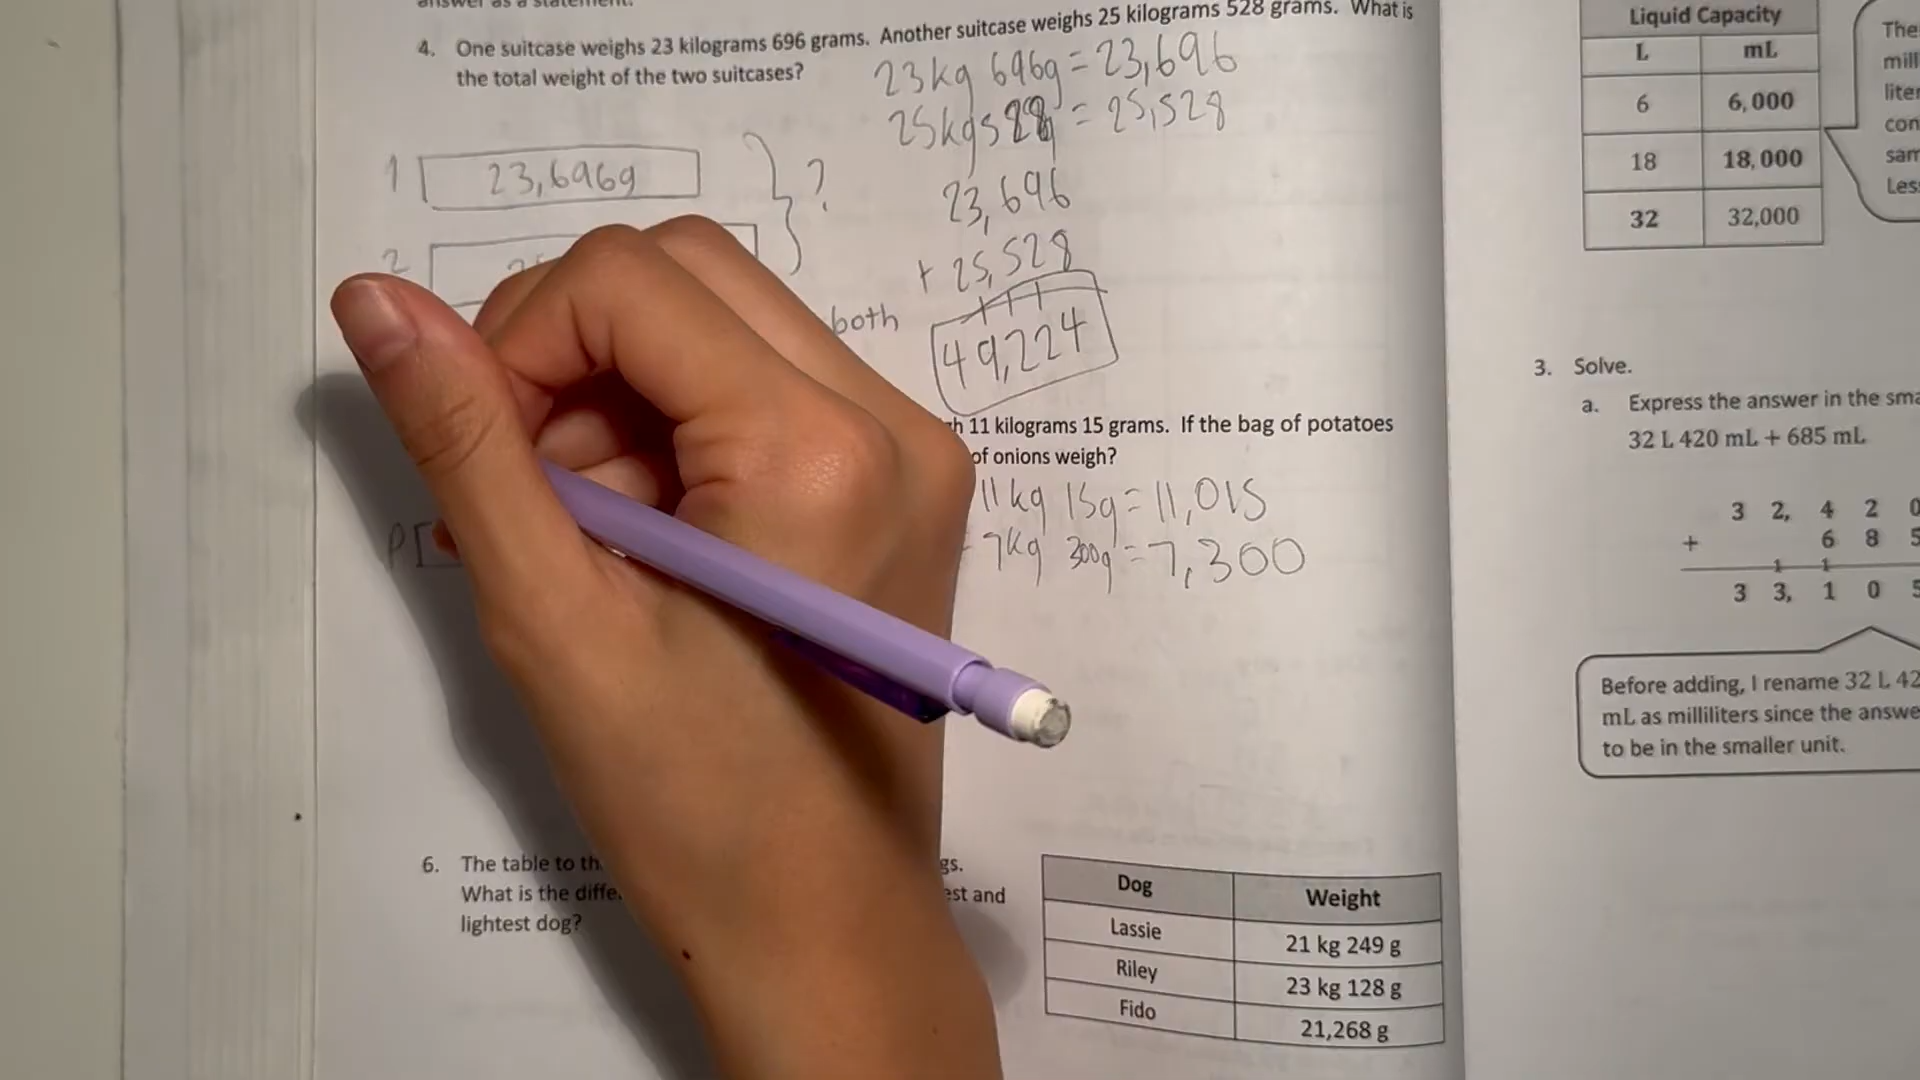 answer as a statement.
4. One suitcase weighs 23 kilograms 696 grams. Another suitcase weighs 25 kilograms 528 grams. What is
the total weight of the two suitcases?
23kg 696g = 23,696
25kg 528g = 25,528
1 23,696g ?
2
23,696
+ 25,528
49,224
both
11 kilograms 15 grams. If the bag of potatoes
of onions weigh?
11kg 15g = 11,015
= 7kg 300g = 7,300
P
6. The table to
What is the and
lightest dog?
Dog Weight
Lassie 21 kg 249 g
Riley 23 kg 128 g
Fido 21,268 g
Liquid Capacity
L mL
6 6,000
18 18,000
32 32,000
The
3. Solve.
a. Express the answer in the
32 L 420 mL + 685 mL
3 2, 4 2 0
+ 6 8 5
1 1
3 3, 1 0 5
Before adding, I rename 32 L 42
mL as milliliters since the
to be in the smaller unit.